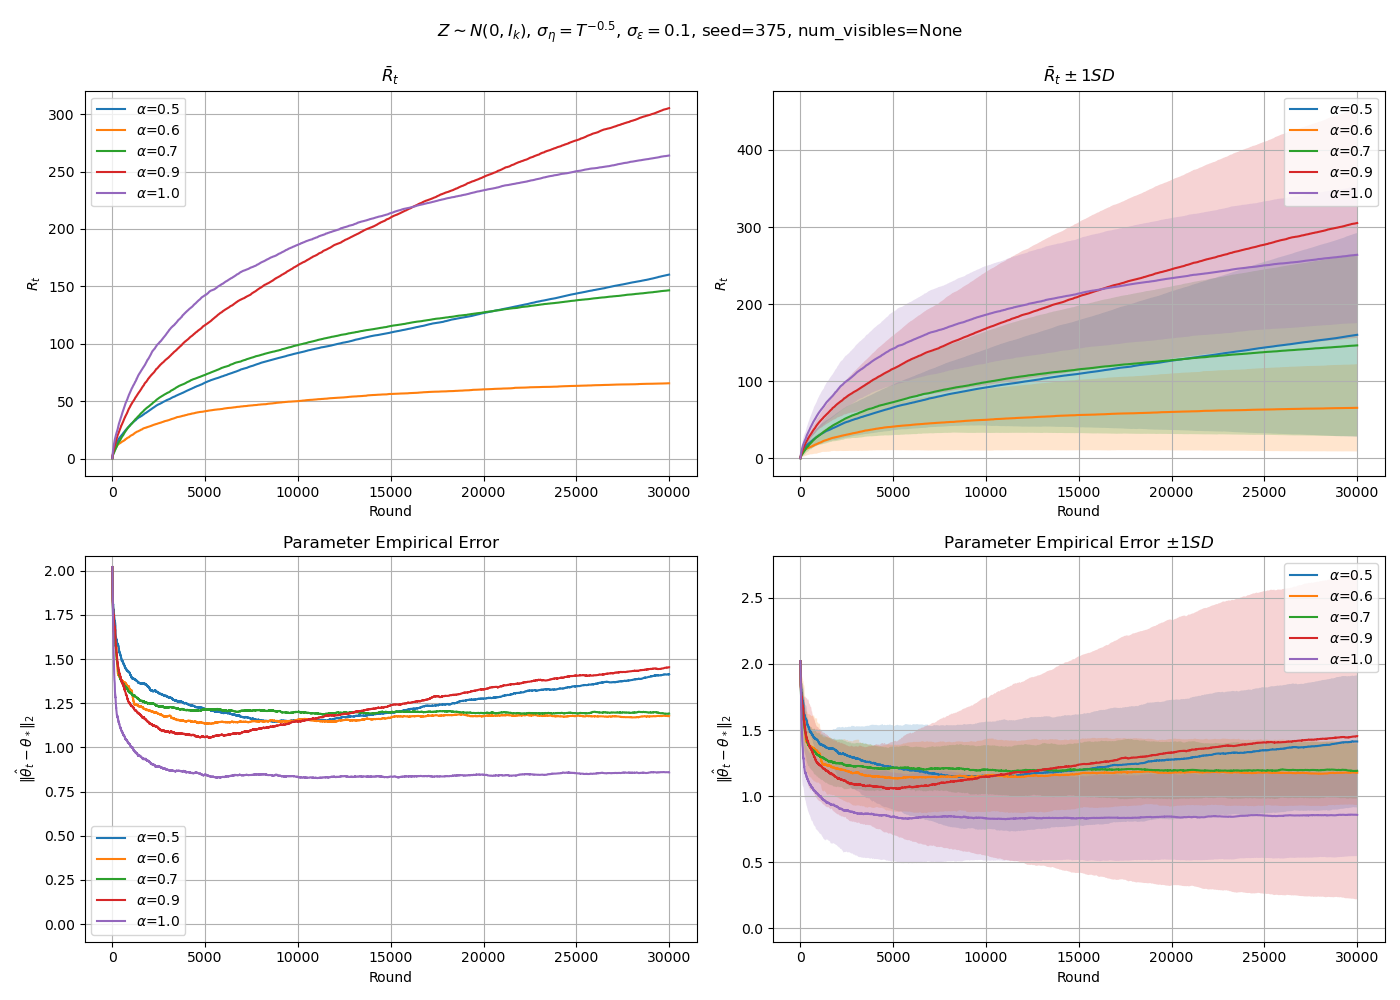 Z ∼ N(0, I_k), σ_η = T^{−0.5}, σ_ε = 0.1, seed=375, num_visibles=None
R̄_t
300
250
200
150
100
50
0
R_t
α=0.5
α=0.6
α=0.7
α=0.9
α=1.0
0 5000 10000 15000 20000 25000 30000
Round
R̄_t ± 1SD
400
300
200
100
0
R_t
α=0.5
α=0.6
α=0.7
α=0.9
α=1.0
0 5000 10000 15000 20000 25000 30000
Round
Parameter Empirical Error
2.00
1.75
1.50
1.25
1.00
0.75
0.50
0.25
0.00
‖θ̂_t − θ_*‖_2
α=0.5
α=0.6
α=0.7
α=0.9
α=1.0
0 5000 10000 15000 20000 25000 30000
Round
Parameter Empirical Error ±1SD
2.5
2.0
1.5
1.0
0.5
0.0
‖θ̂_t − θ_*‖_2
α=0.5
α=0.6
α=0.7
α=0.9
α=1.0
0 5000 10000 15000 20000 25000 30000
Round